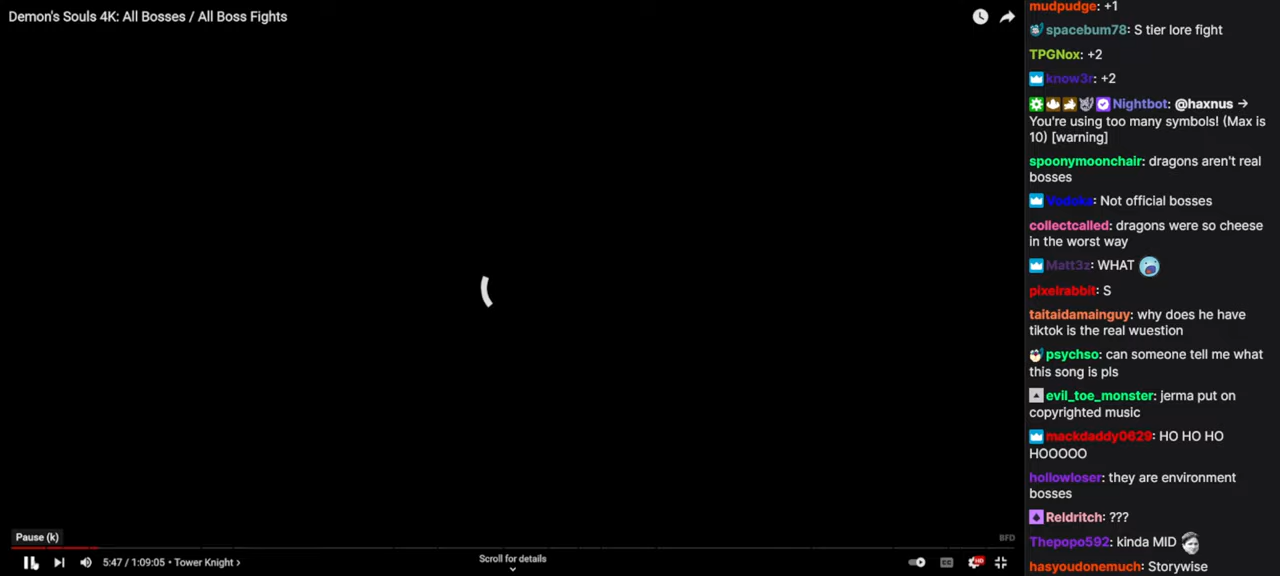 Demon's Souls 4K: All Bosses / All Boss Fights
Pause (k)
BFD
5:47 / 1:09:05 • Tower Knight ›
Scroll for details
CC
HD
mudpudge: +1
spacebum78: S tier lore fight
TPGNox: +2
know3r: +2
Nightbot: @haxnus →
You're using too many symbols! (Max is
10) [warning]
spoonymoonchair: dragons aren't real
bosses
Vodoka: Not official bosses
collectcalled: dragons were so cheese
in the worst way
Matt3z: WHAT
pixelrabbit: S
taitaidamainguy: why does he have
tiktok is the real wuestion
psychso: can someone tell me what
this song is pls
evil_toe_monster: jerma put on
copyrighted music
mackdaddy0629: HO HO HO
HOOOOO
hollowloser: they are environment
bosses
Reldritch: ???
Thepopo592: kinda MID
hasyoudonemuch: Storywise